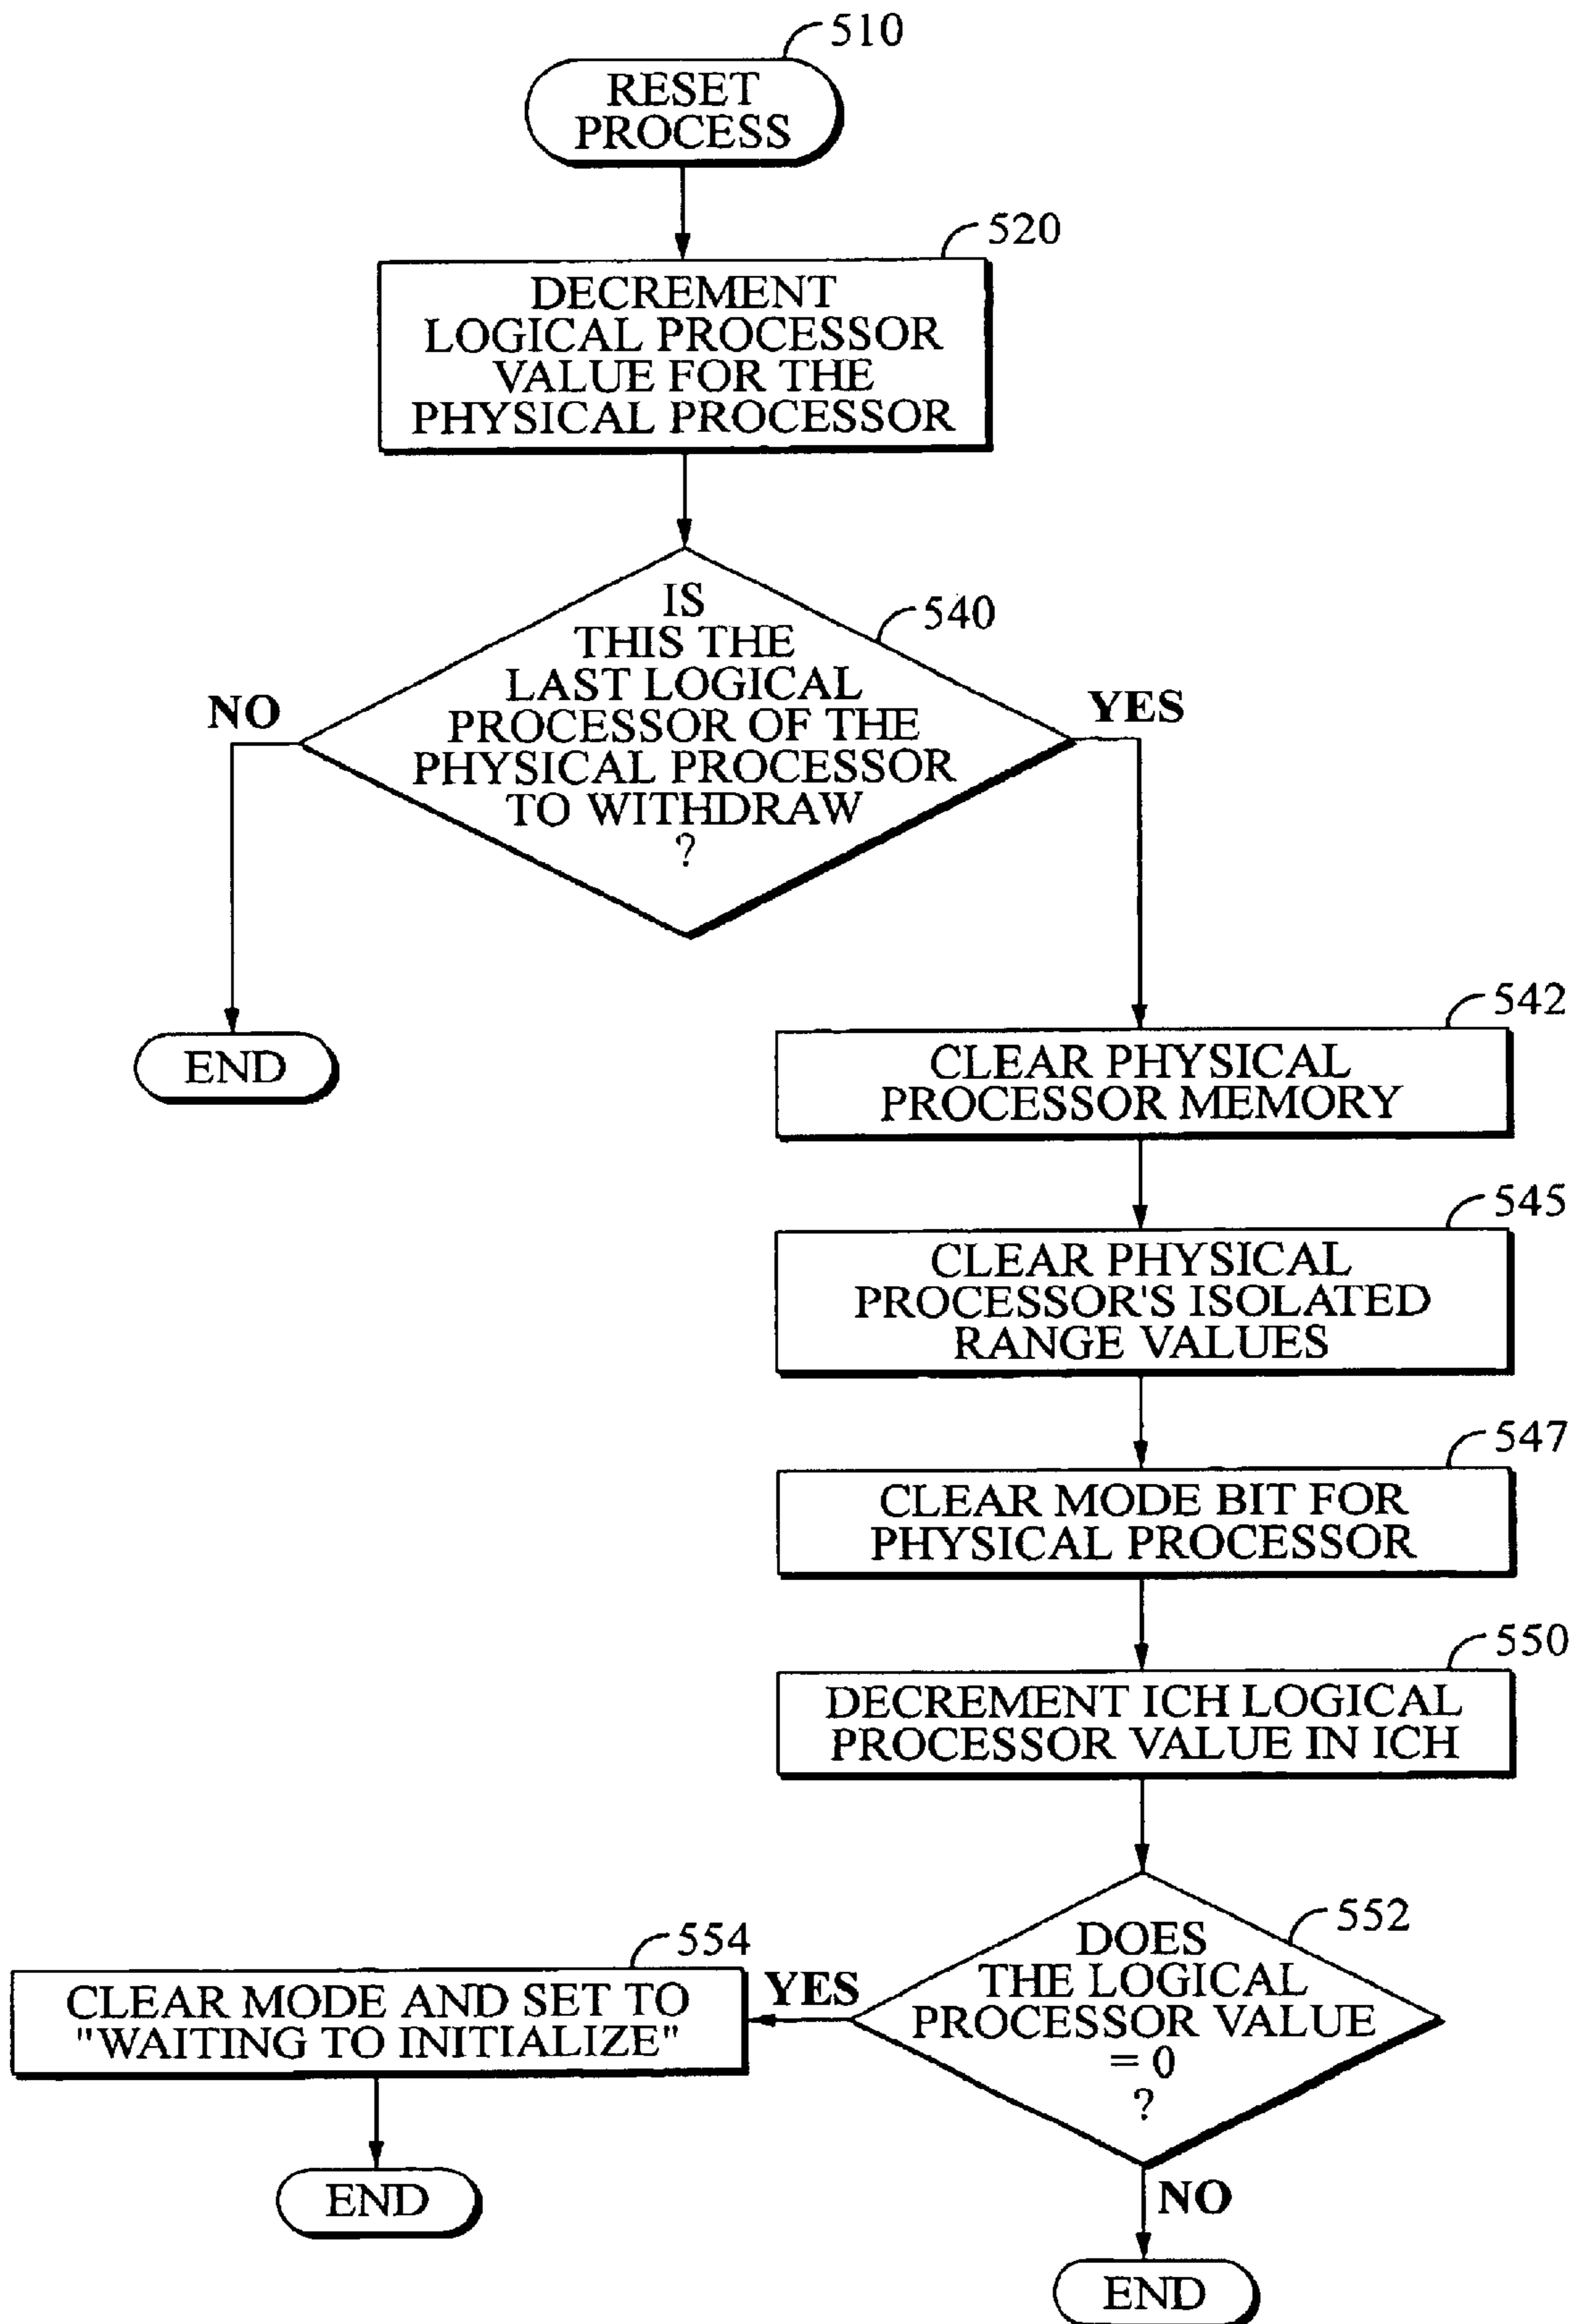 510
RESET
PROCESS
520
DECREMENT
LOGICAL PROCESSOR
VALUE FOR THE
PHYSICAL PROCESSOR
540
IS
THIS THE
LAST LOGICAL
PROCESSOR OF THE
PHYSICAL PROCESSOR
TO WITHDRAW
?
NO
YES
END
542
CLEAR PHYSICAL
PROCESSOR MEMORY
545
CLEAR PHYSICAL
PROCESSOR'S ISOLATED
RANGE VALUES
547
CLEAR MODE BIT FOR
PHYSICAL PROCESSOR
550
DECREMENT ICH LOGICAL
PROCESSOR VALUE IN ICH
552
DOES
THE LOGICAL
PROCESSOR VALUE
= 0
?
YES
554
CLEAR MODE AND SET TO
"WAITING TO INITIALIZE"
END
NO
END